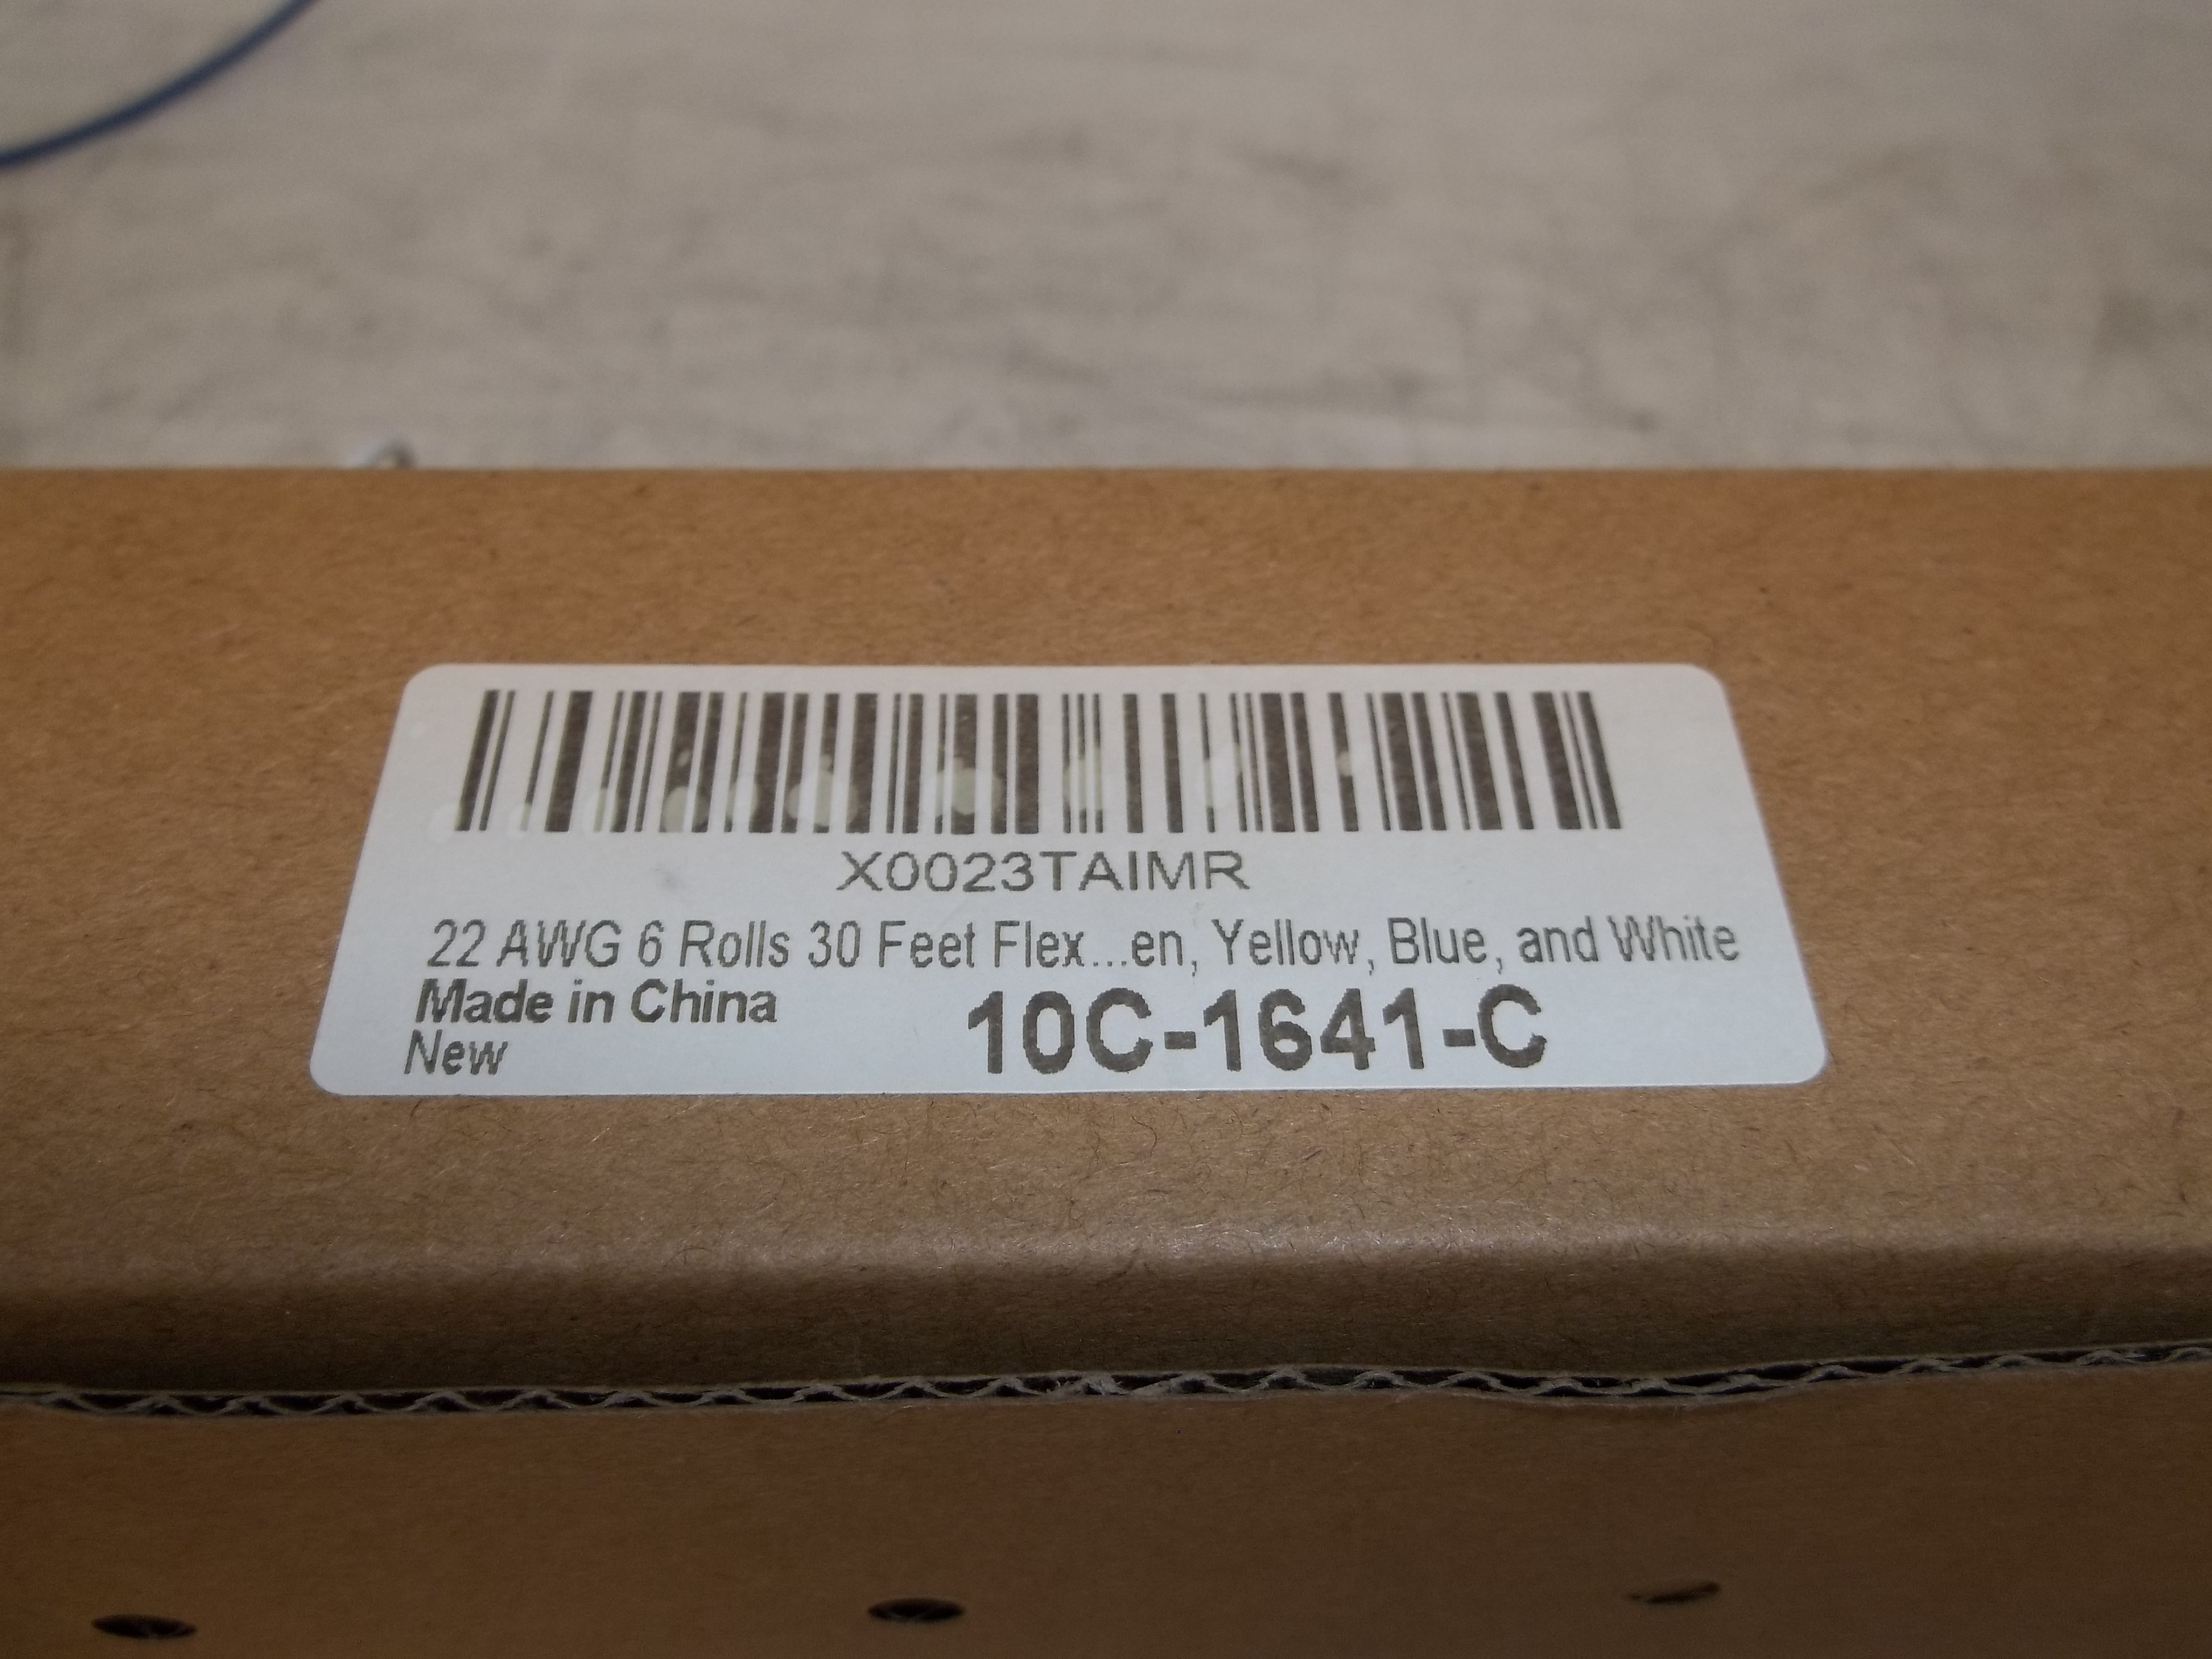 X0023TAIMR
22 AWG 6 Rolls 30 Feet Flex...en, Yellow, Blue, and White
Made in China
New
10C-1641-C